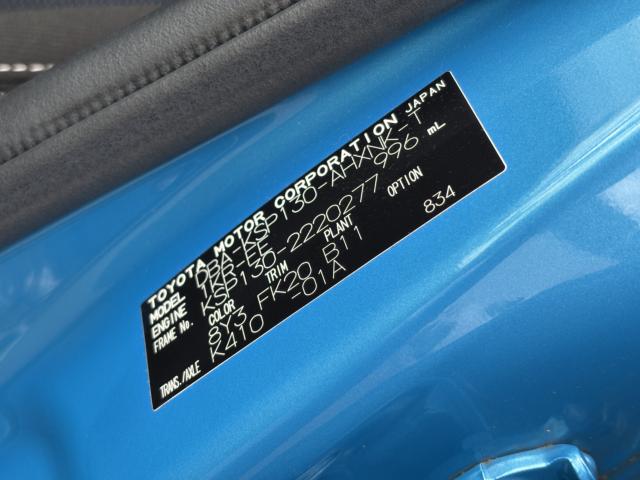 TOYOTA MOTOR CORPORATION JAPAN
MODEL DBA-KSP130-AHXNK-T
ENGINE 1KR-FE 996 mL
FRAME No. KSP130-2220277
COLOR TRIM PLANT OPTION
8Y3 FK20 B11 834
TRANS./AXLE K410 -01A